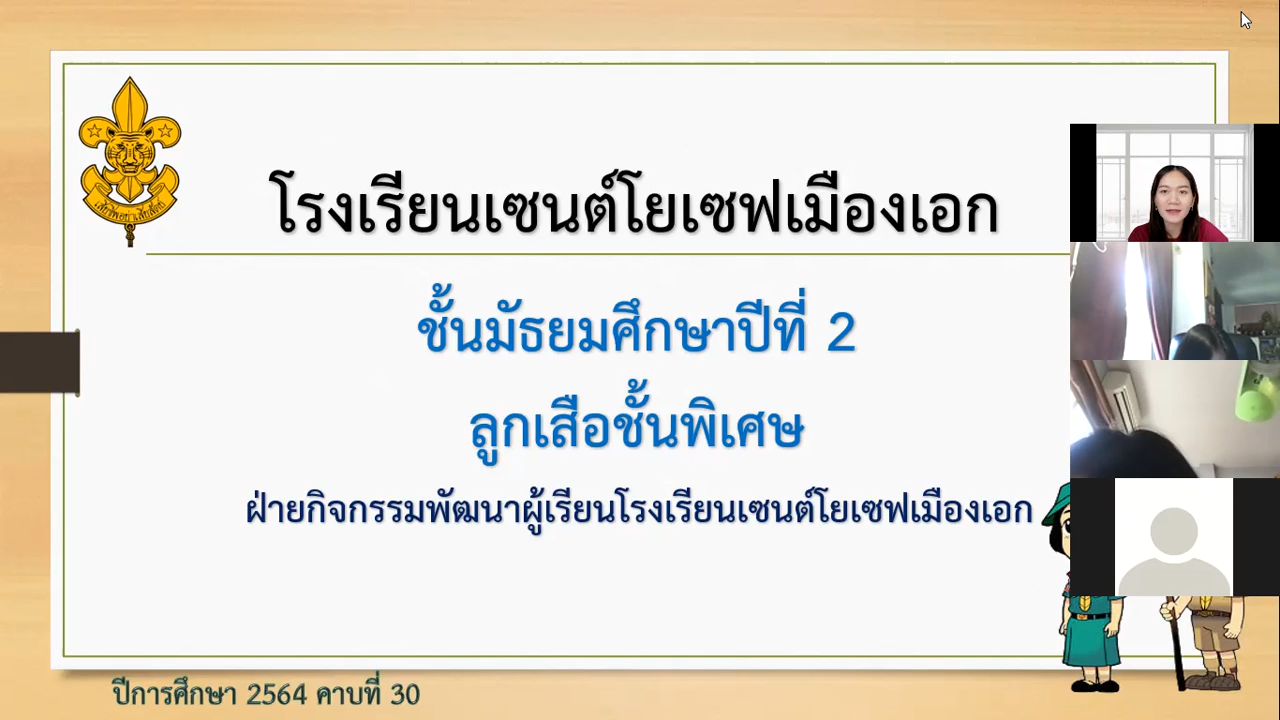 โรงเรียนเซนต์โยเซฟเมืองเอก
ชั้นมัธยมศึกษาปีที่ 2
ลูกเสือชั้นพิเศษ
ฝ่ายกิจกรรมพัฒนาผู้เรียนโรงเรียนเซนต์โยเซฟเมืองเอก
ปีการศึกษา 2564 คาบที่ 30